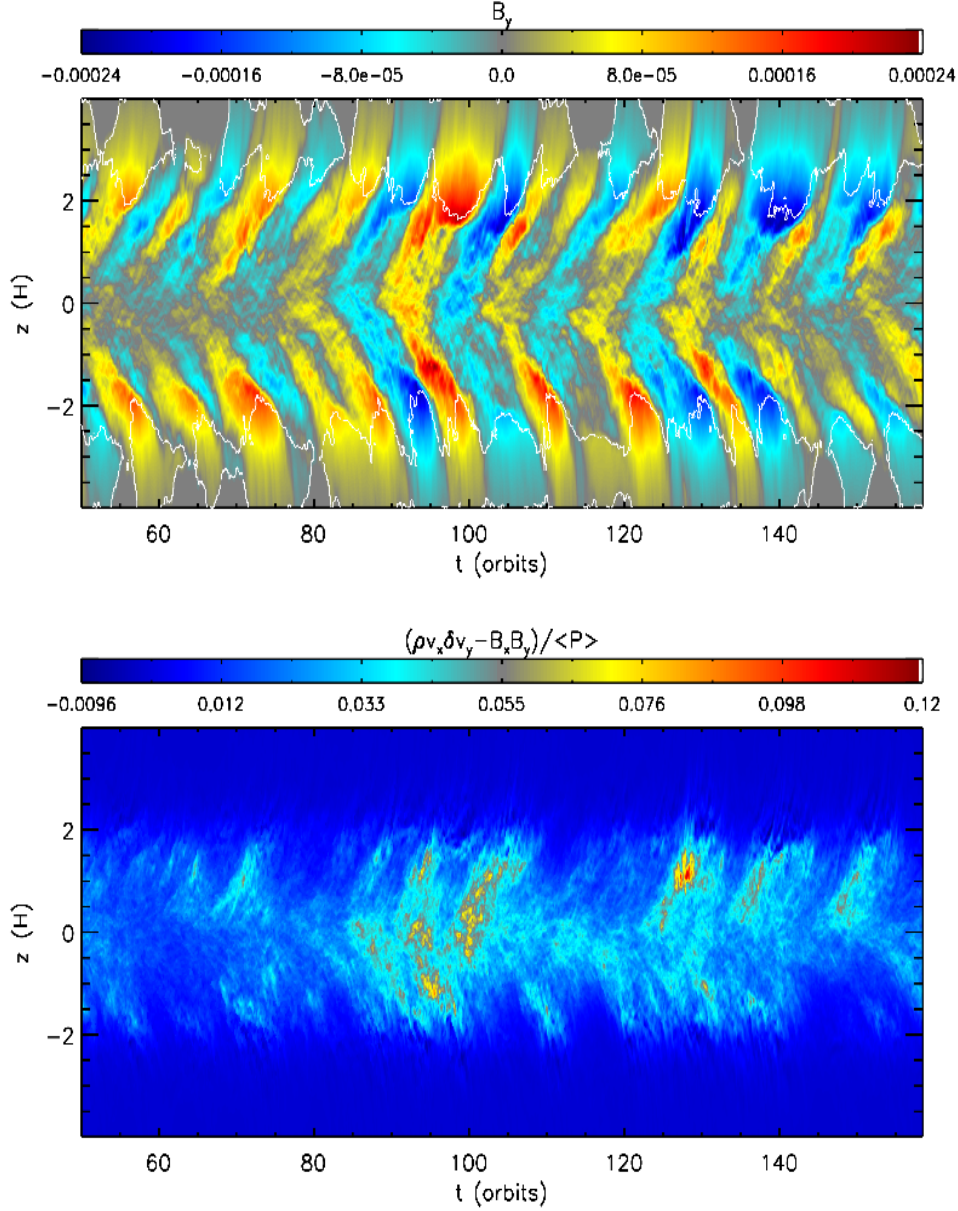 B_y
−0.00024 −0.00016 −8.0e−05 0.0 8.0e−05 0.00016 0.00024
2
0
−2
z (H)
60 80 100 120 140
t (orbits)
(ρv_xδv_y−B_xB_y)/<P>
−0.0096 0.012 0.033 0.055 0.076 0.098 0.12
2
0
−2
z (H)
60 80 100 120 140
t (orbits)